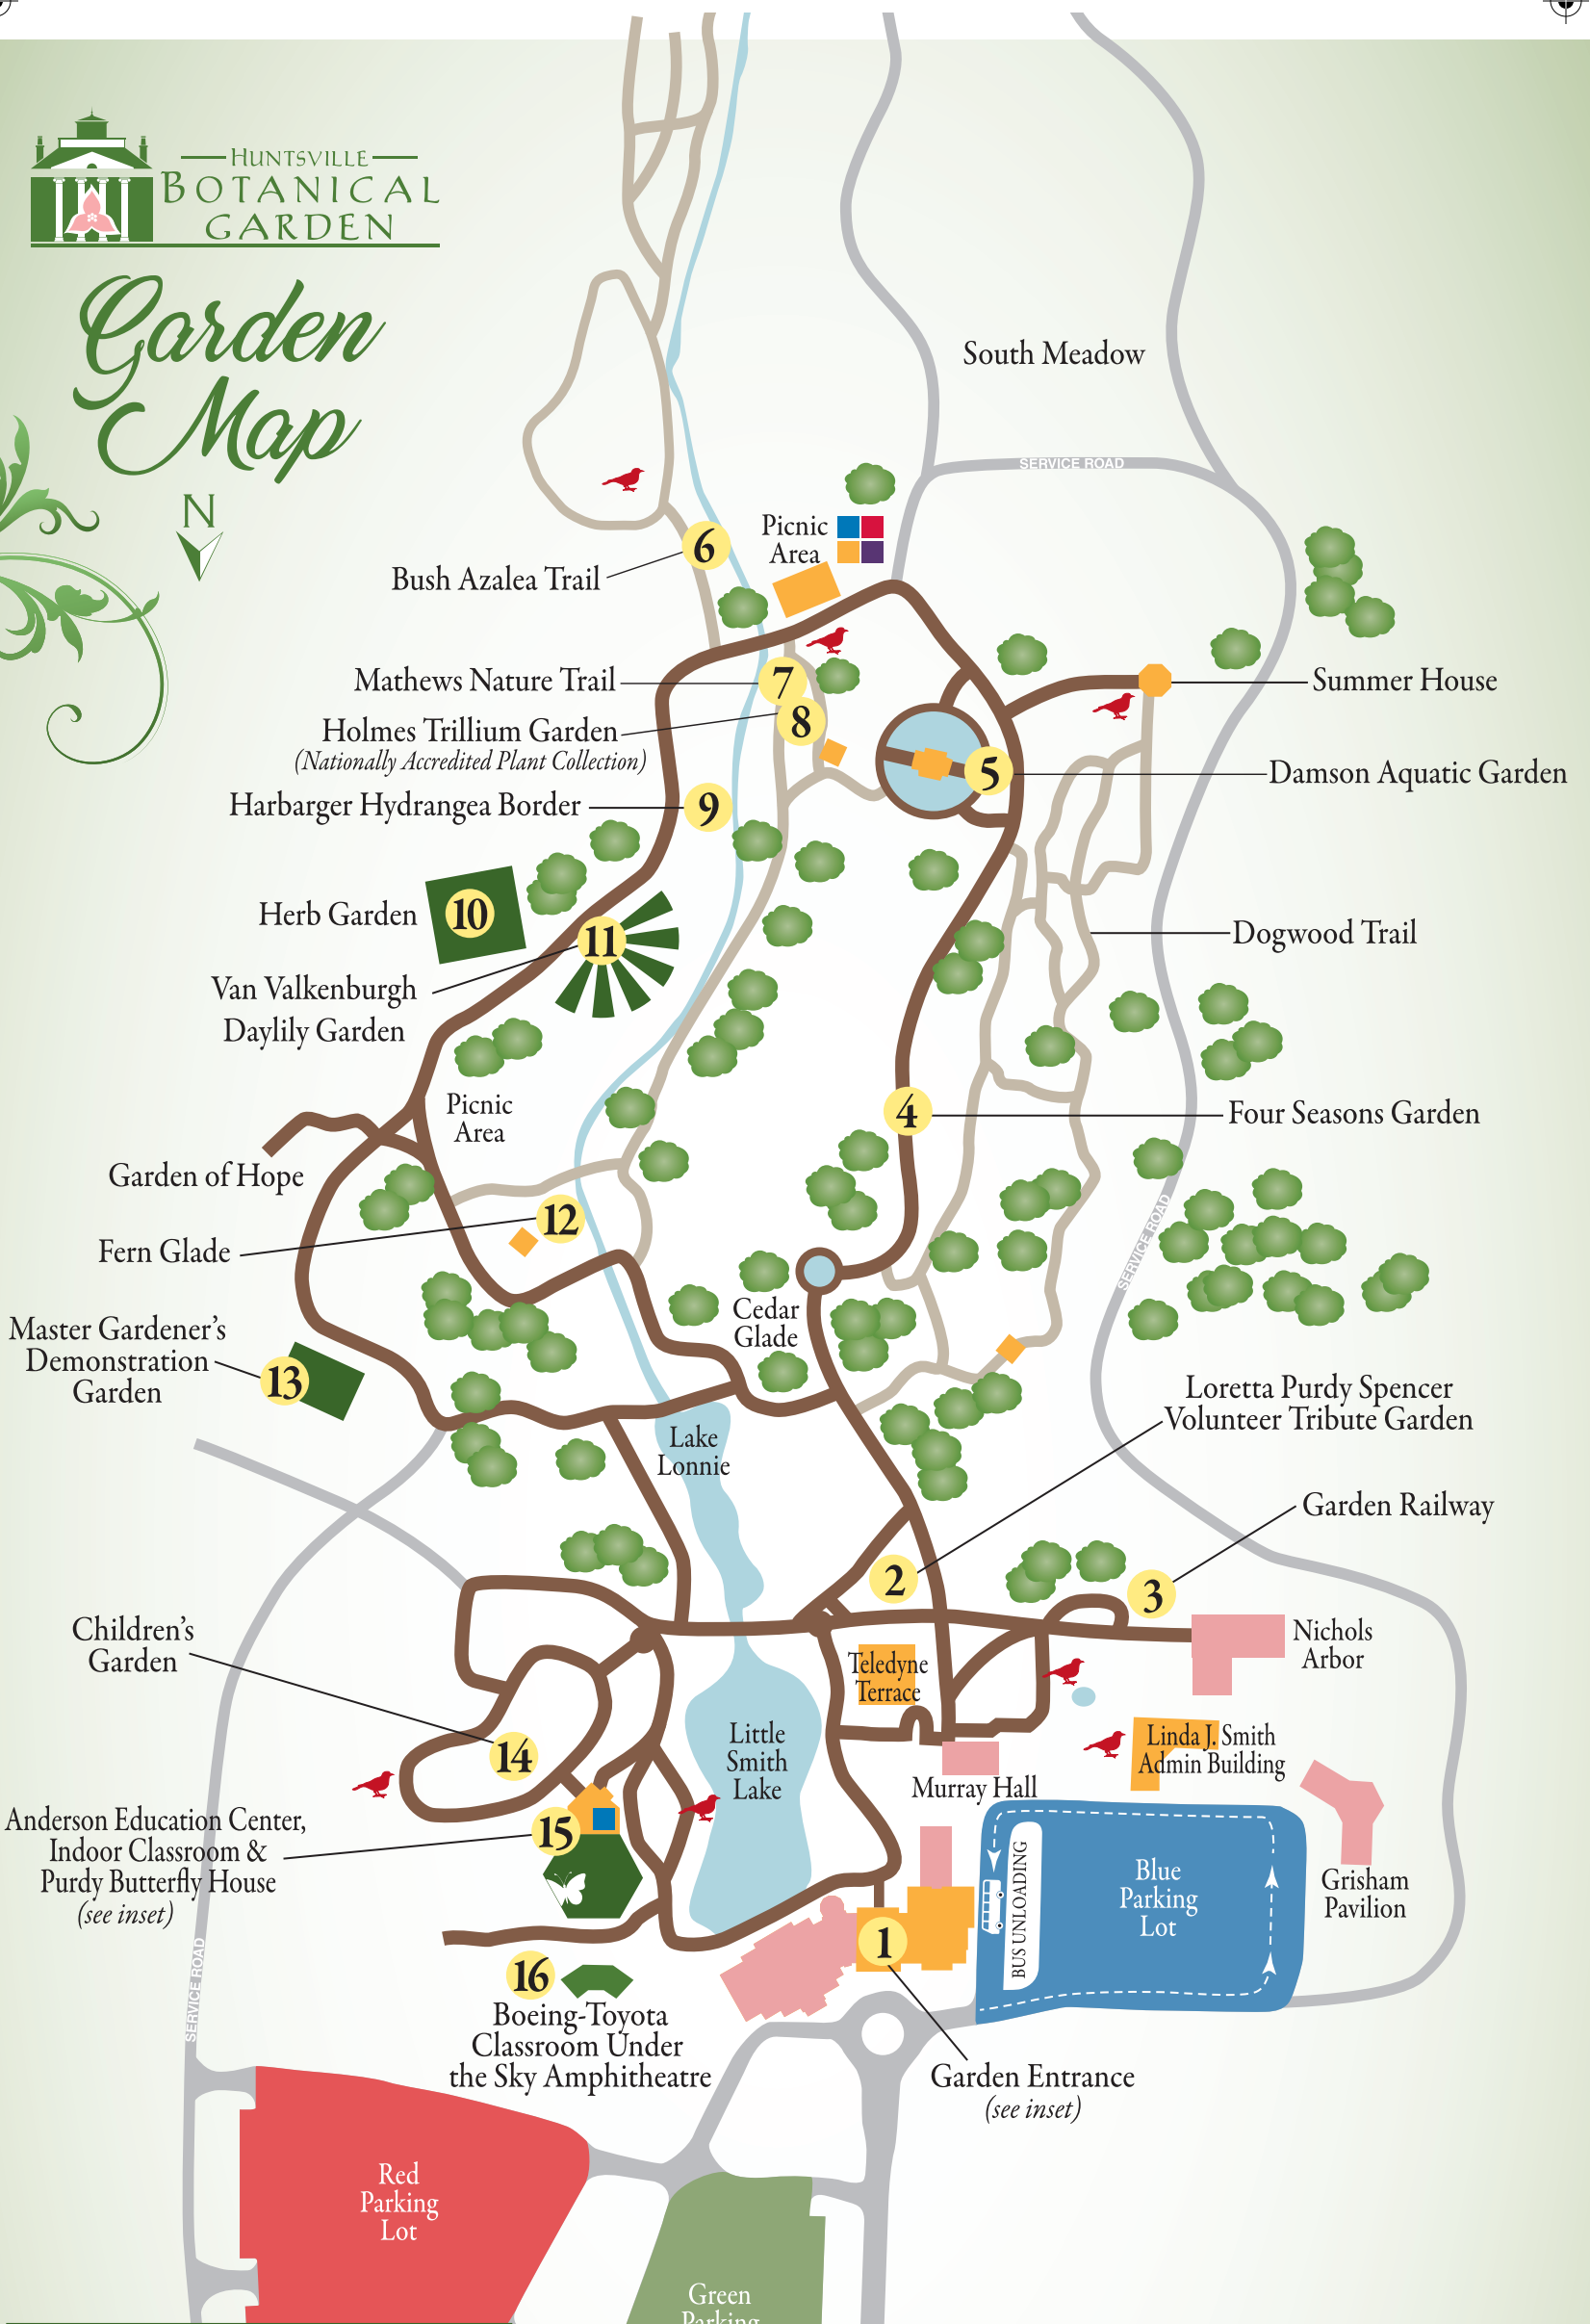 HUNTSVILLE
BOTANICAL
GARDEN
Garden
Map
N
South Meadow
SERVICE ROAD
Picnic
Area
6
Bush Azalea Trail
Mathews Nature Trail
7
Summer House
Holmes Trillium Garden
(Nationally Accredited Plant Collection)
8
5
Damson Aquatic Garden
Harbarger Hydrangea Border
9
Herb Garden
10
11
Dogwood Trail
Van Valkenburgh
Daylily Garden
Picnic
Area
4
Four Seasons Garden
Garden of Hope
12
Fern Glade
SERVICE ROAD
Cedar
Glade
Master Gardener's
Demonstration
Garden
13
Loretta Purdy Spencer
Volunteer Tribute Garden
Lake
Lonnie
Garden Railway
2
3
Children's
Garden
Nichols
Arbor
Teledyne
Terrace
14
Little
Smith
Lake
Linda J. Smith
Admin Building
Murray Hall
Anderson Education Center,
Indoor Classroom &
Purdy Butterfly House
(see inset)
15
BUS UNLOADING
Blue
Parking
Lot
Grisham
Pavilion
1
SERVICE ROAD
16
Boeing-Toyota
Classroom Under
the Sky Amphitheatre
Garden Entrance
(see inset)
Red
Parking
Lot
Green
Parking